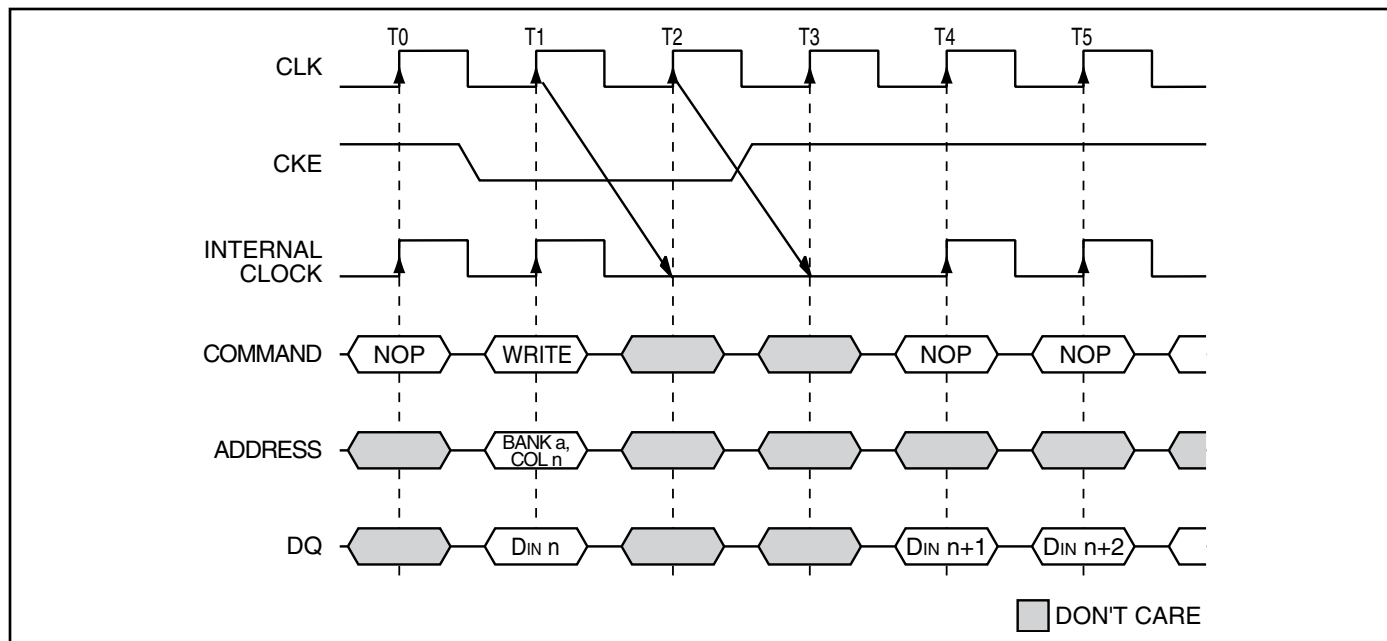 T0 T1 T2 T3 T4 T5
CLK
CKE
INTERNAL
CLOCK
COMMAND NOP WRITE NOP NOP
ADDRESS BANK a,
COL n
DQ DIN n DIN n+1 DIN n+2
DON'T CARE